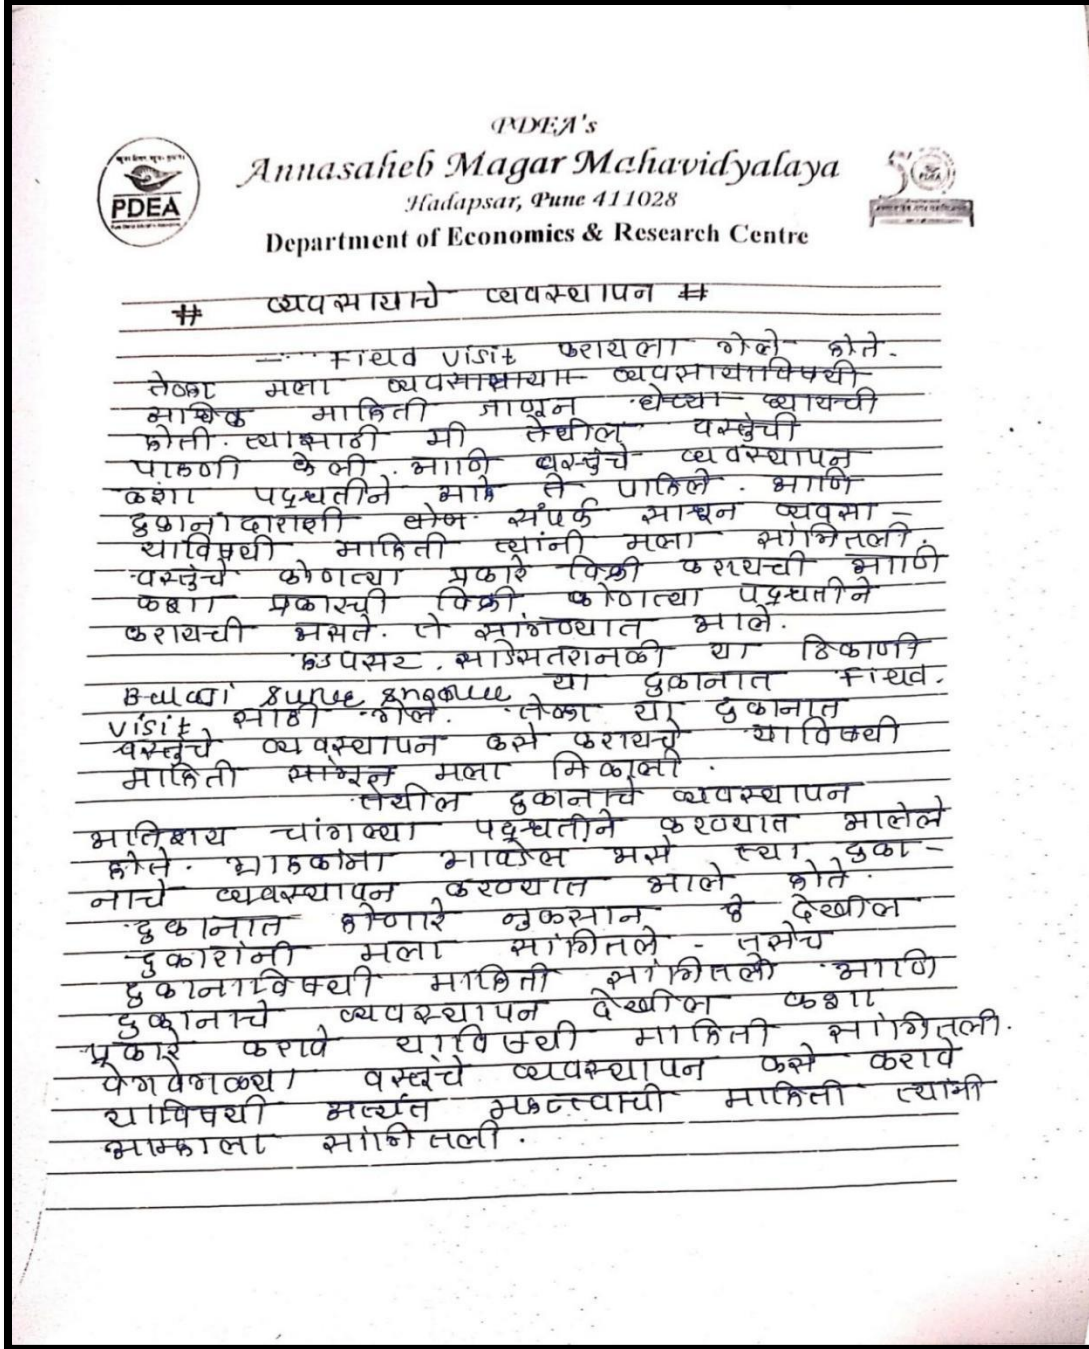 PDEA's
Annasaheb Magar Mahavidyalaya
Hadapsar, Pune 411028
Department of Economics & Research Centre
PDEA
# व्यवसायाचे व्यवस्थापन #
Field visit करायला गेले होते.
तेव्हा मला व्यवसासाया व्यवसायाविषयी
अधिक माहिती जाणून घेच्या घ्यायची
होती. त्यासाठी मी तेथील वस्तुंची
पाहणी केली. आणि वस्तुंचे व्यवस्थापन
कशा पद्धतीने आहे ते पाहिले. आणि
दुकानांदाराशी संपर्क साधून व्यवसा-
याविषयी माहिती त्यांनी मला सांगितली.
वस्तुंचे कोणत्या प्रकारे विक्री करायची आणि
कशा प्रकारची विक्री कोणत्या पद्धतीने
करायची असते. ते सांगण्यात आले.
हडपसर. साडेसतरानळी या ठिकाणी
या दुकानात Field.
visit साठी गेले. तेव्हा या दुकानात
वस्तुंचे व्यवस्थापन कसे करायचे याविषयी
माहिती मला मिळाली.
तेथील दुकानाचे व्यवस्थापन
अतिशय चांगल्या पद्धतीने करण्यात आलेले
होते. ग्राहकांना आवडेल असे त्या दुका-
नाचे व्यवस्थापन करण्यात आले होते.
दुकानात होणारे नुकसान हे देखील
दुकारांनी मला सांगितले - तसेच
दुकानाविषयी माहिती सांगितली आणि
दुकानाचे व्यवस्थापन देखील कशा
प्रकारे करावे याविषयी माहिती सांगितली.
वेगवेगळ्या वस्तुंचे व्यवस्थापन कसे करावे
याविषयी अत्यंत महत्त्वाची माहिती त्यांनी
आम्हाला सांगितली.